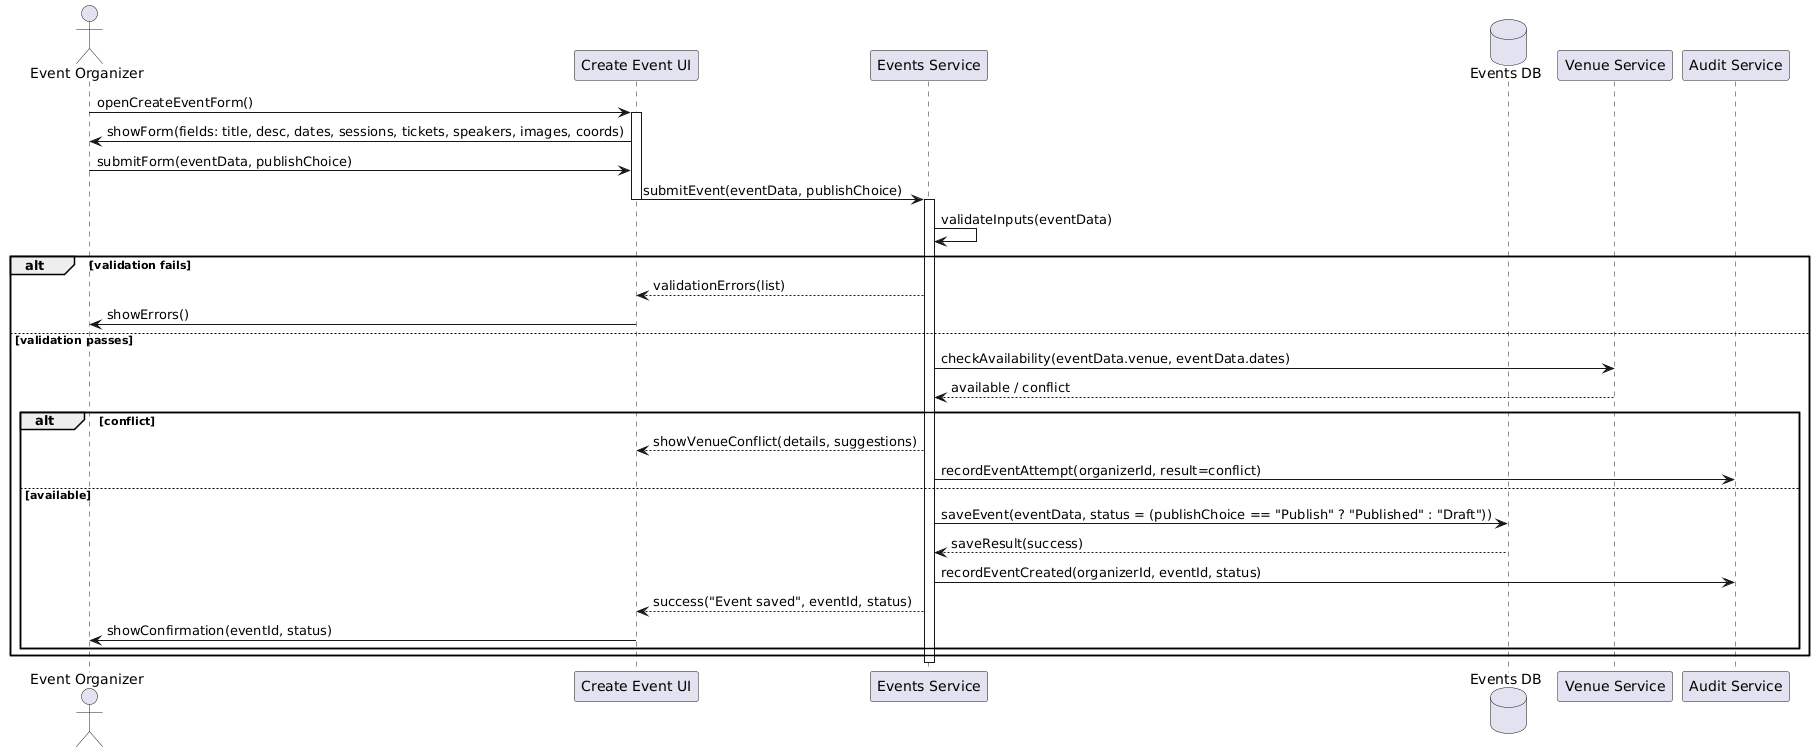 Event Organizer
Create Event UI
Events Service
Events DB
Venue Service
Audit Service
openCreateEventForm()
showForm(fields: title, desc, dates, sessions, tickets, speakers, images, coords)
submitForm(eventData, publishChoice)
submitEvent(eventData, publishChoice)
validateInputs(eventData)
alt [validation fails]
validationErrors(list)
showErrors()
[validation passes]
checkAvailability(eventData.venue, eventData.dates)
available / conflict
alt [conflict]
showVenueConflict(details, suggestions)
recordEventAttempt(organizerId, result=conflict)
[available]
saveEvent(eventData, status = (publishChoice == "Publish" ? "Published" : "Draft"))
saveResult(success)
recordEventCreated(organizerId, eventId, status)
success("Event saved", eventId, status)
showConfirmation(eventId, status)
Event Organizer
Create Event UI
Events Service
Events DB
Venue Service
Audit Service